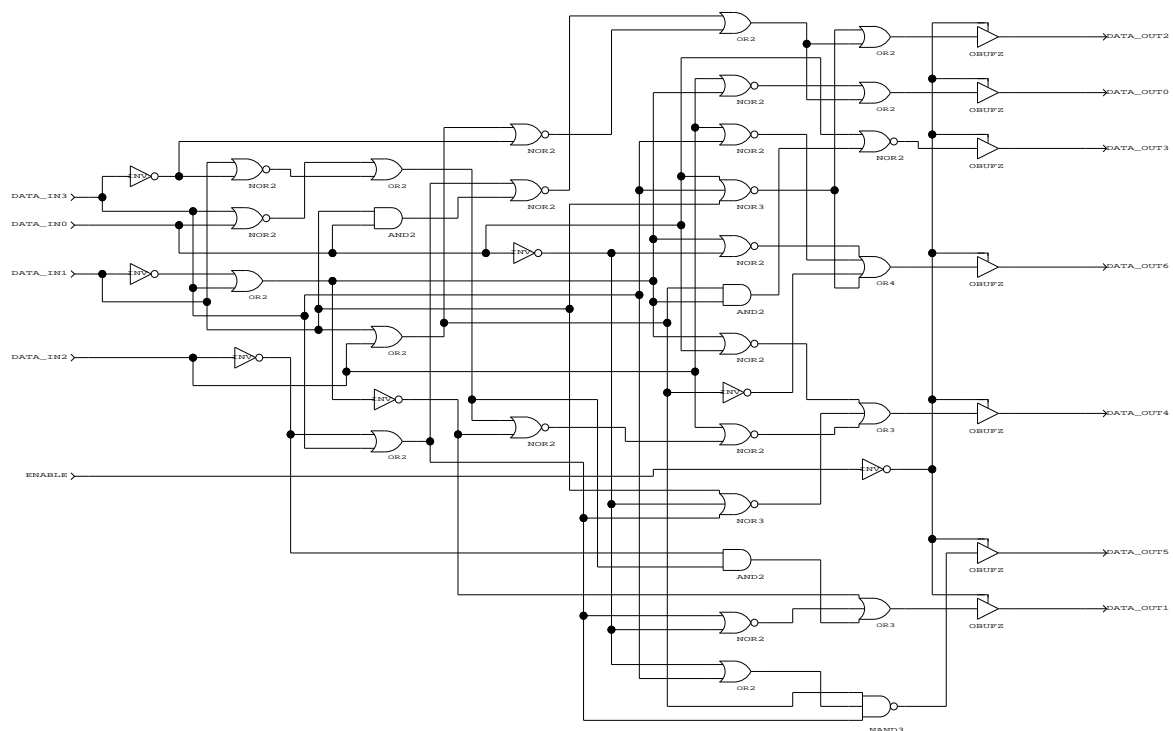 OR2
DATA_OUT2
OR2
OBUFZ
NOR2
DATA_OUT0
OR2
OBUFZ
NOR2
NOR2
DATA_OUT3
NOR2
OBUFZ
INV
NOR2
OR2
NOR2
NOR3
DATA_IN3
NOR2
AND2
DATA_IN0
INV
NOR2
DATA_OUT6
OR4
OBUFZ
DATA_IN1
INV
OR2
AND2
OR2
NOR2
DATA_IN2
INV
INV
INV
DATA_OUT4
OR3
OBUFZ
NOR2
NOR2
OR2
ENABLE
INV
NOR3
DATA_OUT5
AND2
OBUFZ
DATA_OUT1
OR3
OBUFZ
NOR2
OR2
NAND3